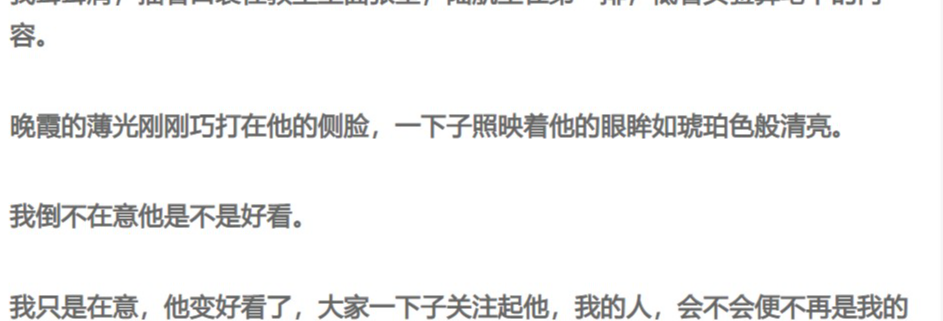 容。
晚霞的薄光刚刚巧打在他的侧脸，一下子照映着他的眼眸如琥珀色般清亮。
我倒不在意他是不是好看。
我只是在意，他变好看了，大家一下子关注起他，我的人，会不会便不再是我的